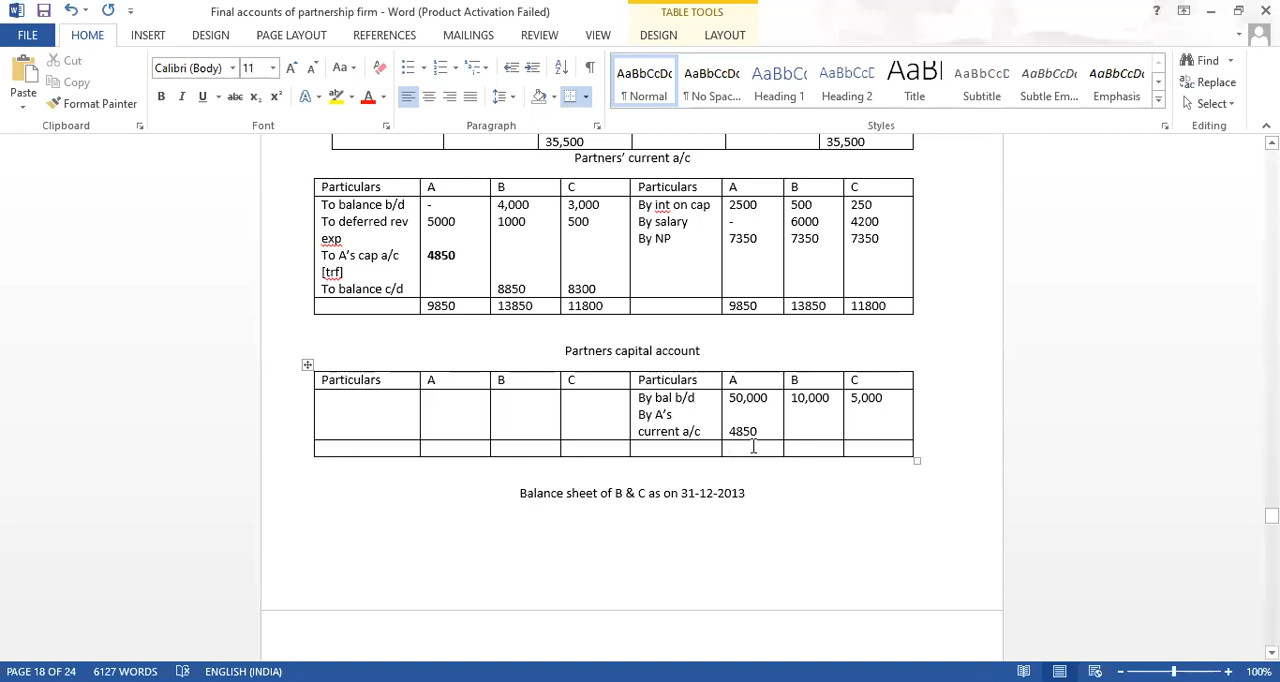 Final accounts of partnership firm - Word (Product Activation Failed)
TABLE TOOLS
FILE HOME INSERT DESIGN PAGE LAYOUT REFERENCES MAILINGS REVIEW VIEW DESIGN LAYOUT
Paste
Cut
Copy
Format Painter
Clipboard
Calibri (Body) 11
Font
Paragraph
AaBbCcDc AaBbCcDc AaBbCc AaBbCcD AaBl AaBbCcD AaBbCcDc AaBbCcDc
¶ Normal ¶ No Spac... Heading 1 Heading 2 Title Subtitle Subtle Em... Emphasis
Styles
Find
Replace
Select
Editing
35,500 35,500
Partners' current a/c
Particulars A B C Particulars A B C
To balance b/d - 4,000 3,000 By int on cap 2500 500 250
To deferred rev 5000 1000 500 By salary - 6000 4200
exp By NP 7350 7350 7350
To A's cap a/c 4850
[trf]
To balance c/d 8850 8300
9850 13850 11800 9850 13850 11800
Partners capital account
Particulars A B C Particulars A B C
By bal b/d 50,000 10,000 5,000
By A's
current a/c 4850
Balance sheet of B & C as on 31-12-2013
PAGE 18 OF 24 6127 WORDS ENGLISH (INDIA) 100%